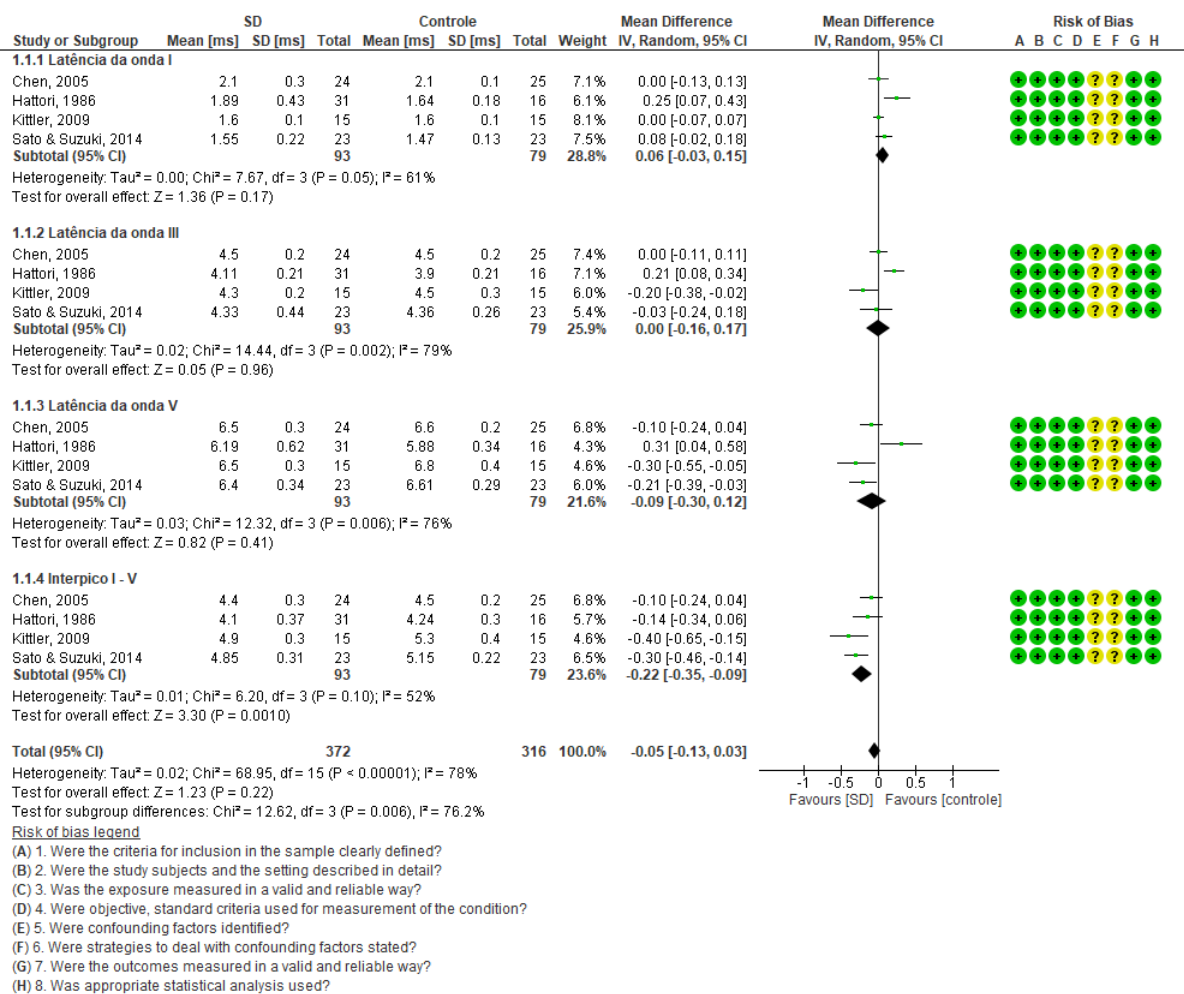 SD Controle Mean Difference Mean Difference Risk of Bias
Study or Subgroup Mean [ms] SD [ms] Total Mean [ms] SD [ms] Total Weight IV, Random, 95% CI IV, Random, 95% CI A B C D E F G H
1.1.1 Latência da onda I
Chen, 2005 2.1 0.3 24 2.1 0.1 25 7.1% 0.00 [-0.13, 0.13] + + + + ? ? + +
Hattori, 1986 1.89 0.43 31 1.64 0.18 16 6.1% 0.25 [0.07, 0.43] + + + + ? ? + +
Kittler, 2009 1.6 0.1 15 1.6 0.1 15 8.1% 0.00 [-0.07, 0.07] + + + + ? ? + +
Sato & Suzuki, 2014 1.55 0.22 23 1.47 0.13 23 7.5% 0.08 [-0.02, 0.18] + + + + ? ? + +
Subtotal (95% CI) 93 79 28.8% 0.06 [-0.03, 0.15]
Heterogeneity: Tau² = 0.00; Chi² = 7.67, df = 3 (P = 0.05); I² = 61%
Test for overall effect: Z = 1.36 (P = 0.17)
1.1.2 Latência da onda III
Chen, 2005 4.5 0.2 24 4.5 0.2 25 7.4% 0.00 [-0.11, 0.11] + + + + ? ? + +
Hattori, 1986 4.11 0.21 31 3.9 0.21 16 7.1% 0.21 [0.08, 0.34] + + + + ? ? + +
Kittler, 2009 4.3 0.2 15 4.5 0.3 15 6.0% -0.20 [-0.38, -0.02] + + + + ? ? + +
Sato & Suzuki, 2014 4.33 0.44 23 4.36 0.26 23 5.4% -0.03 [-0.24, 0.18] + + + + ? ? + +
Subtotal (95% CI) 93 79 25.9% 0.00 [-0.16, 0.17]
Heterogeneity: Tau² = 0.02; Chi² = 14.44, df = 3 (P = 0.002); I² = 79%
Test for overall effect: Z = 0.05 (P = 0.96)
1.1.3 Latência da onda V
Chen, 2005 6.5 0.3 24 6.6 0.2 25 6.8% -0.10 [-0.24, 0.04] + + + + ? ? + +
Hattori, 1986 6.19 0.62 31 5.88 0.34 16 4.3% 0.31 [0.04, 0.58] + + + + ? ? + +
Kittler, 2009 6.5 0.3 15 6.8 0.4 15 4.6% -0.30 [-0.55, -0.05] + + + + ? ? + +
Sato & Suzuki, 2014 6.4 0.34 23 6.61 0.29 23 6.0% -0.21 [-0.39, -0.03] + + + + ? ? + +
Subtotal (95% CI) 93 79 21.6% -0.09 [-0.30, 0.12]
Heterogeneity: Tau² = 0.03; Chi² = 12.32, df = 3 (P = 0.006); I² = 76%
Test for overall effect: Z = 0.82 (P = 0.41)
1.1.4 Interpico I - V
Chen, 2005 4.4 0.3 24 4.5 0.2 25 6.8% -0.10 [-0.24, 0.04] + + + + ? ? + +
Hattori, 1986 4.1 0.37 31 4.24 0.3 16 5.7% -0.14 [-0.34, 0.06] + + + + ? ? + +
Kittler, 2009 4.9 0.3 15 5.3 0.4 15 4.6% -0.40 [-0.65, -0.15] + + + + ? ? + +
Sato & Suzuki, 2014 4.85 0.31 23 5.15 0.22 23 6.5% -0.30 [-0.46, -0.14] + + + + ? ? + +
Subtotal (95% CI) 93 79 23.6% -0.22 [-0.35, -0.09]
Heterogeneity: Tau² = 0.01; Chi² = 6.20, df = 3 (P = 0.10); I² = 52%
Test for overall effect: Z = 3.30 (P = 0.0010)
Total (95% CI) 372 316 100.0% -0.05 [-0.13, 0.03]
Heterogeneity: Tau² = 0.02; Chi² = 68.95, df = 15 (P < 0.00001); I² = 78%
Test for overall effect: Z = 1.23 (P = 0.22)
Test for subgroup differences: Chi² = 12.62, df = 3 (P = 0.006), I² = 76.2%
-1 -0.5 0 0.5 1
Favours [SD] Favours [controle]
Risk of bias legend
(A) 1. Were the criteria for inclusion in the sample clearly defined?
(B) 2. Were the study subjects and the setting described in detail?
(C) 3. Was the exposure measured in a valid and reliable way?
(D) 4. Were objective, standard criteria used for measurement of the condition?
(E) 5. Were confounding factors identified?
(F) 6. Were strategies to deal with confounding factors stated?
(G) 7. Were the outcomes measured in a valid and reliable way?
(H) 8. Was appropriate statistical analysis used?